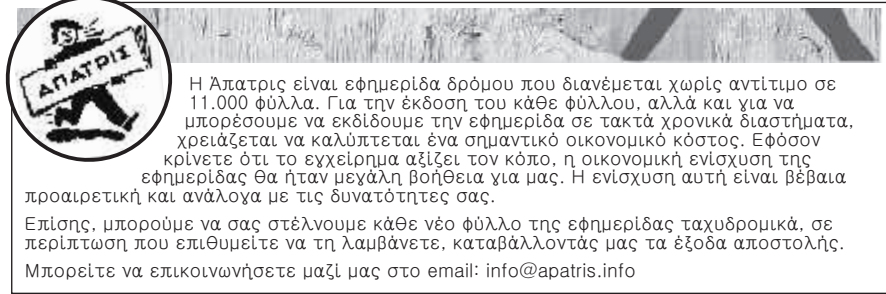 ΑΠΑΤΡΙΣ
Η Άπατρις είναι εφημερίδα δρόμου που διανέμεται χωρίς αντίτιμο σε
11.000 φύλλα. Για την έκδοση του κάθε φύλλου, αλλά και για να
μπορέσουμε να εκδίδουμε την εφημερίδα σε τακτά χρονικά διαστήματα,
χρειάζεται να καλύπτεται ένα σημαντικό οικονομικό κόστος. Εφόσον
κρίνετε ότι το εγχείρημα αξίζει τον κόπο, η οικονομική ενίσχυση της
εφημερίδας θα ήταν μεγάλη βοήθεια για μας. Η ενίσχυση αυτή είναι βέβαια
προαιρετική και ανάλογα με τις δυνατότητες σας.
Επίσης, μπορούμε να σας στέλνουμε κάθε νέο φύλλο της εφημερίδας ταχυδρομικά, σε
περίπτωση που επιθυμείτε να τη λαμβάνετε, καταβάλλοντάς μας τα έξοδα αποστολής.
Μπορείτε να επικοινωνήσετε μαζί μας στο email: info@apatris.info